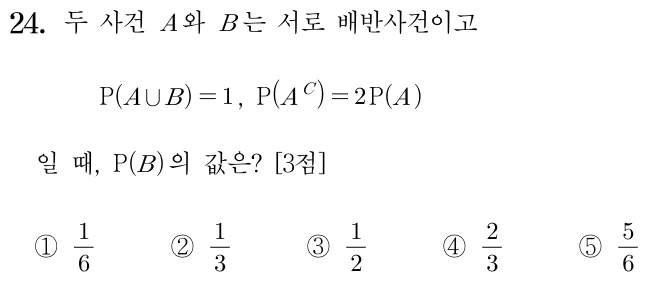 24. 두 사건 A와 B는 서로 배반사건이고
P(A∪B)=1, P(A^C)=2P(A)
일 때, P(B)의 값은? [3점]
① 1/6 ② 1/3 ③ 1/2 ④ 2/3 ⑤ 5/6